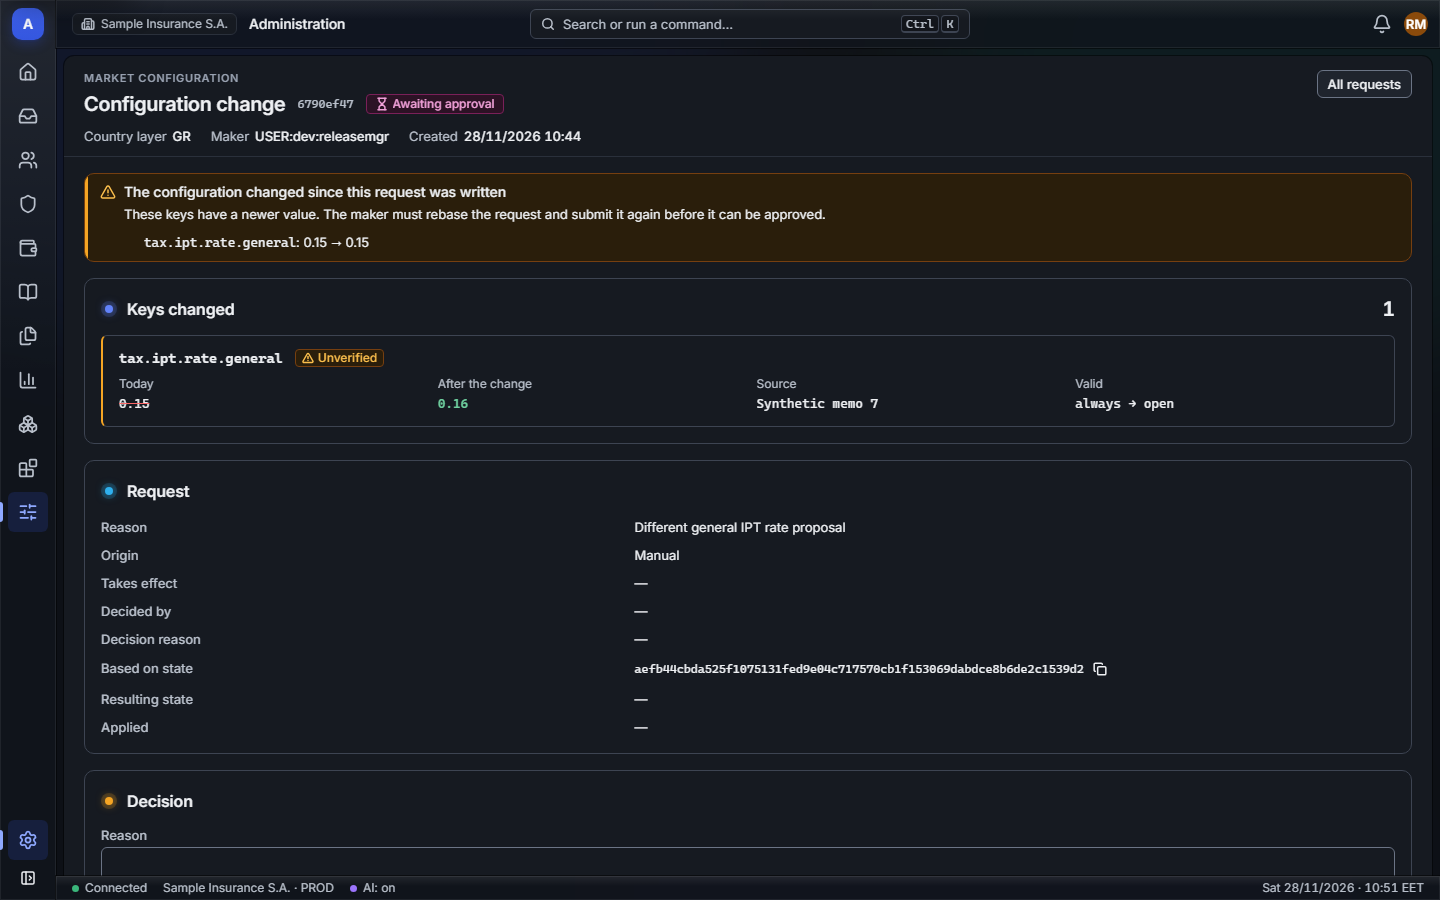 A
Sample Insurance S.A.
Administration
Search or run a command...
Ctrl K
RM
MARKET CONFIGURATION
Configuration change 6790ef47 Awaiting approval
All requests
Country layer GR Maker USER:dev:releasemgr Created 28/11/2026 10:44
The configuration changed since this request was written
These keys have a newer value. The maker must rebase the request and submit it again before it can be approved.
tax.ipt.rate.general: 0.15 → 0.15
Keys changed 1
tax.ipt.rate.general Unverified
Today After the change Source Valid
0.15 0.16 Synthetic memo 7 always → open
Request
Reason Different general IPT rate proposal
Origin Manual
Takes effect —
Decided by —
Decision reason —
Based on state aefb44cbda525f1075131fed9e04c717570cb1f153069dabdce8b6de2c1539d2
Resulting state —
Applied —
Decision
Reason
Connected Sample Insurance S.A. · PROD AI: on Sat 28/11/2026 · 10:51 EET